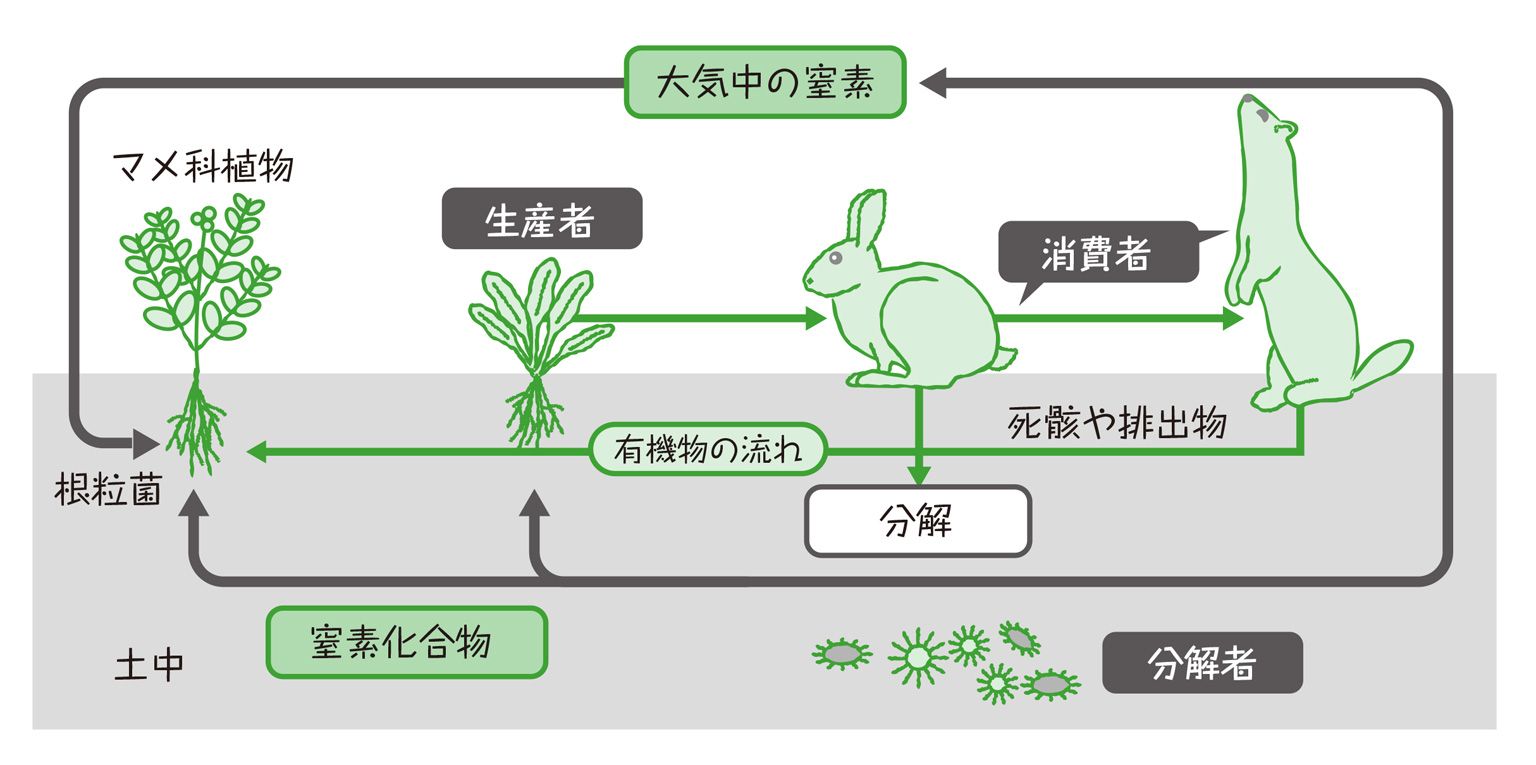 大気中の窒素
マメ科植物
生産者
消費者
死骸や排出物
有機物の流れ
根粒菌
分解
窒素化合物
土中
分解者